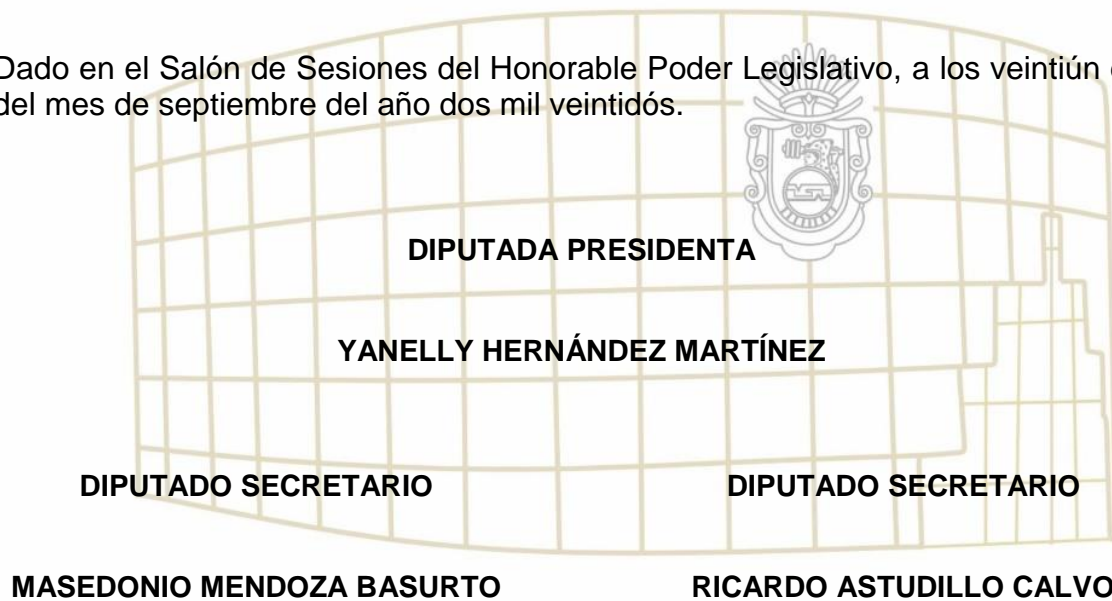 Dado en el Salón de Sesiones del Honorable Poder Legislativo, a los veintiún
del mes de septiembre del año dos mil veintidós.
DIPUTADA PRESIDENTA
YANELLY HERNÁNDEZ MARTÍNEZ
DIPUTADO SECRETARIO DIPUTADO SECRETARIO
MASEDONIO MENDOZA BASURTO RICARDO ASTUDILLO CALVO